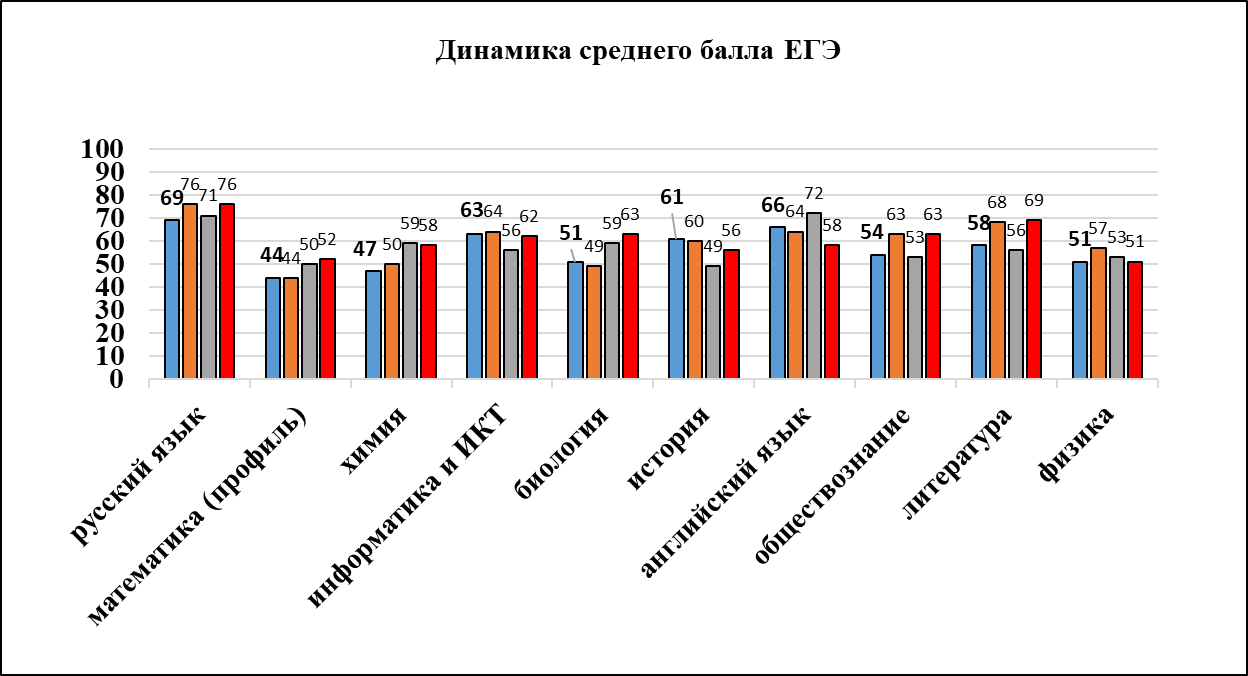 Динамика среднего балла ЕГЭ
100
90
80
70
60
50
40
30
20
10
0
69 76 71 76
44 44 50 52
47 50 59 58
63 64 56 62
51 49 59 63
61 60 49 56
66 64 72 58
54 63 53 63
58 68 56 69
51 57 53 51
русский язык
математика (профиль)
химия
информатика и ИКТ
биология
история
английский язык
обществознание
литература
физика